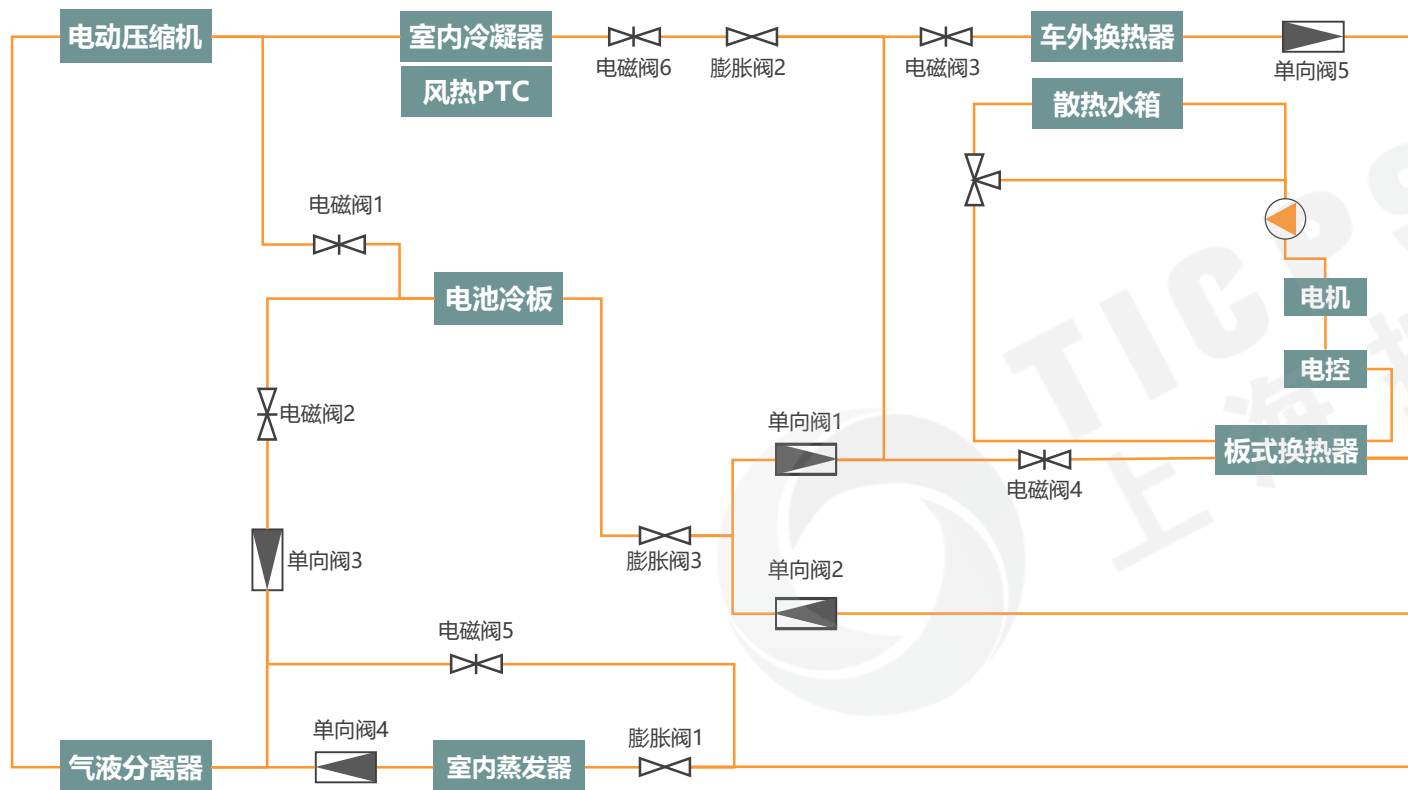 电动压缩机
室内冷凝器
风热PTC
电磁阀6
膨胀阀2
电磁阀3
车外换热器
单向阀5
散热水箱
电磁阀1
电池冷板
电机
电控
电磁阀2
单向阀1
板式换热器
电磁阀4
单向阀3
膨胀阀3
单向阀2
电磁阀5
单向阀4
膨胀阀1
气液分离器
室内蒸发器
TICPS
上海